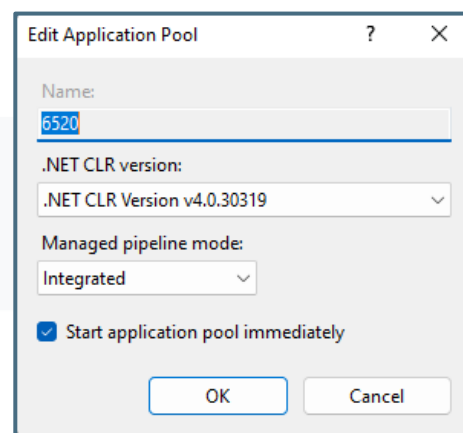 Edit Application Pool ?
Name:
6520
.NET CLR version:
.NET CLR Version v4.0.30319
Managed pipeline mode:
Integrated
Start application pool immediately
OK Cancel